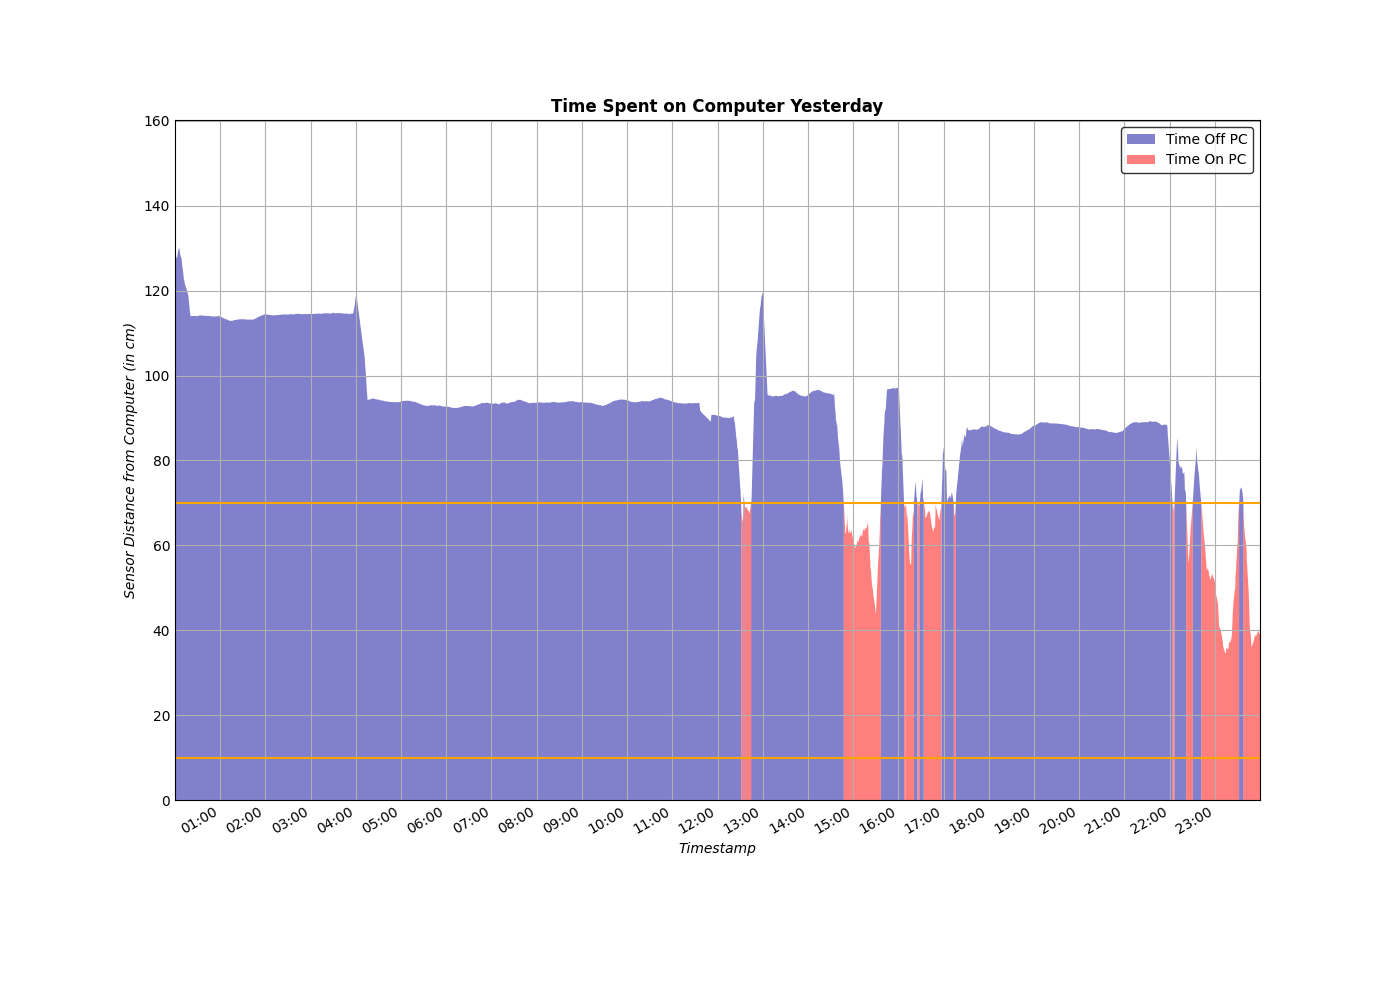 Time Spent on Computer Yesterday
Time Off PC
Time On PC
Sensor Distance from Computer (in cm)
160
140
120
100
80
60
40
20
0
01:00 02:00 03:00 04:00 05:00 06:00 07:00 08:00 09:00 10:00 11:00 12:00 13:00 14:00 15:00 16:00 17:00 18:00 19:00 20:00 21:00 22:00 23:00
Timestamp